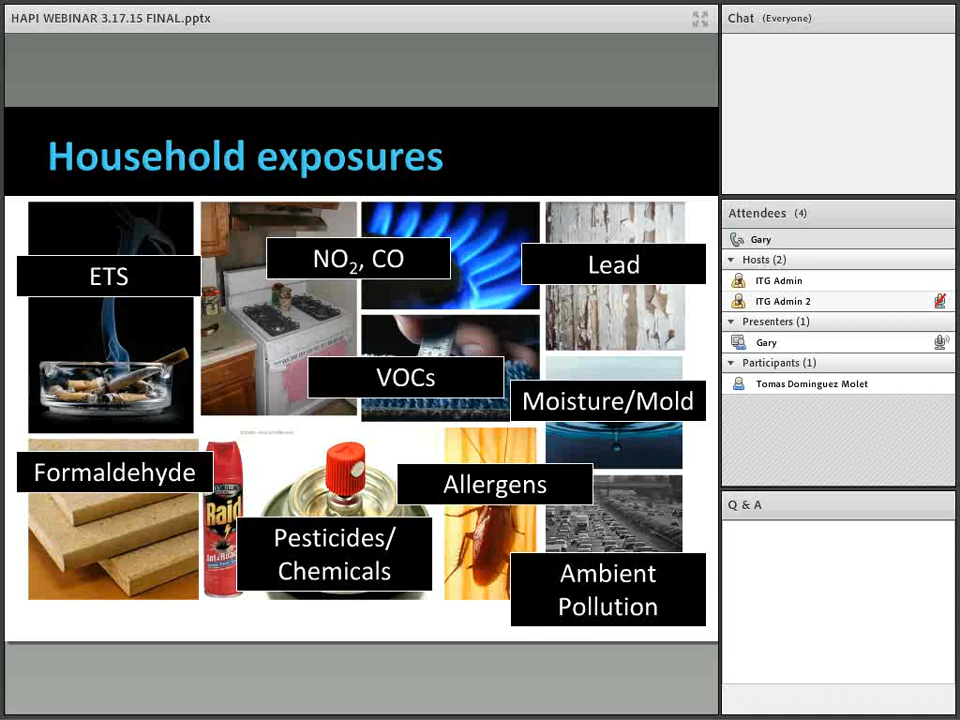 HAPI WEBINAR 3.17.15 FINAL.pptx
Household exposures
ETS
NO₂, CO
Lead
VOCs
Moisture/Mold
Formaldehyde
Allergens
Raid
Pesticides/
Chemicals
Ambient
Pollution
Chat (Everyone)
Attendees (4)
Gary
Hosts (2)
ITG Admin
ITG Admin 2
Presenters (1)
Gary
Participants (1)
Tomas Dominguez Molet
Q & A